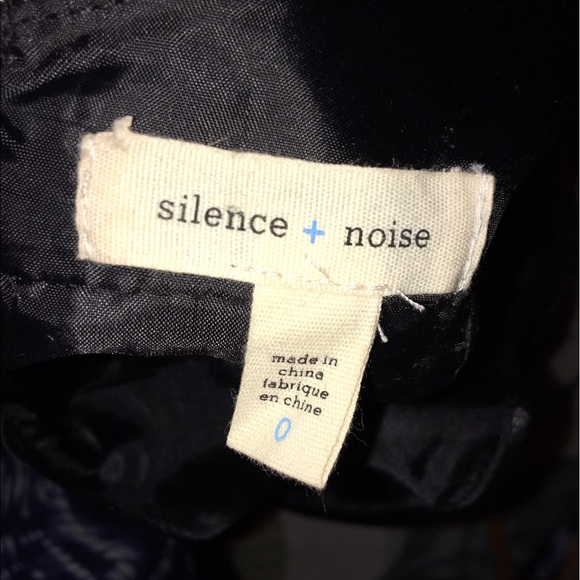 silence + noise
made in
china
fabrique
en chine
0